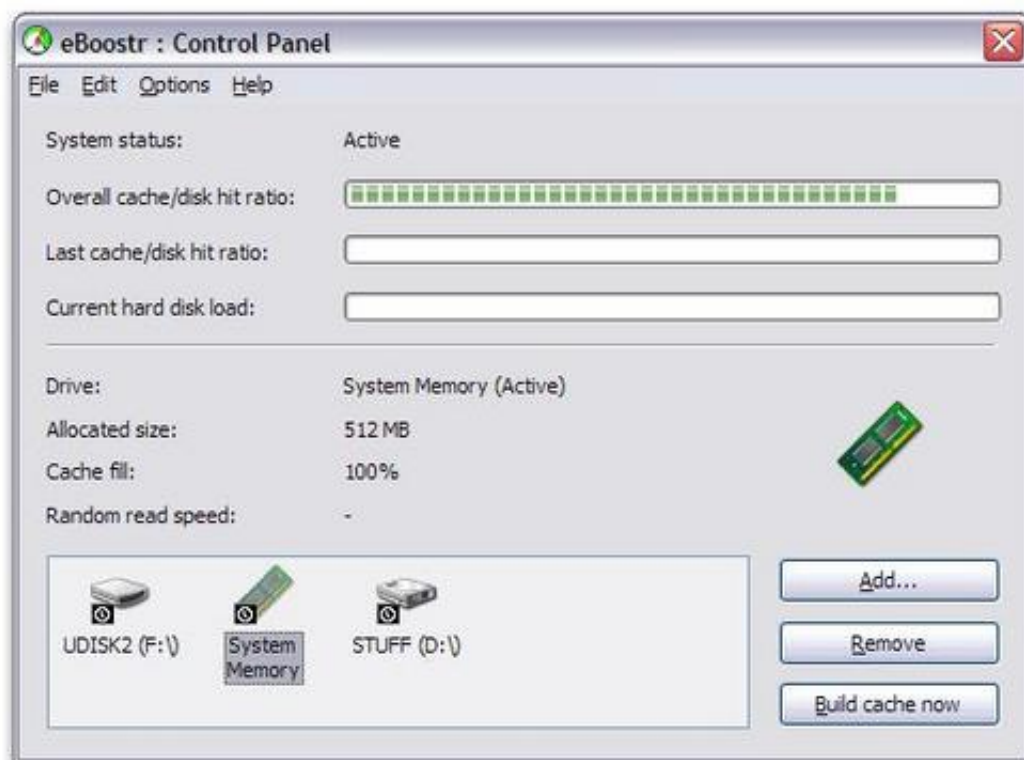 eBoostr : Control Panel
File Edit Options Help
System status: Active
Overall cache/disk hit ratio:
Last cache/disk hit ratio:
Current hard disk load:
Drive: System Memory (Active)
Allocated size: 512 MB
Cache fill: 100%
Random read speed: -
UDISK2 (F:\) System Memory STUFF (D:\)
Add...
Remove
Build cache now